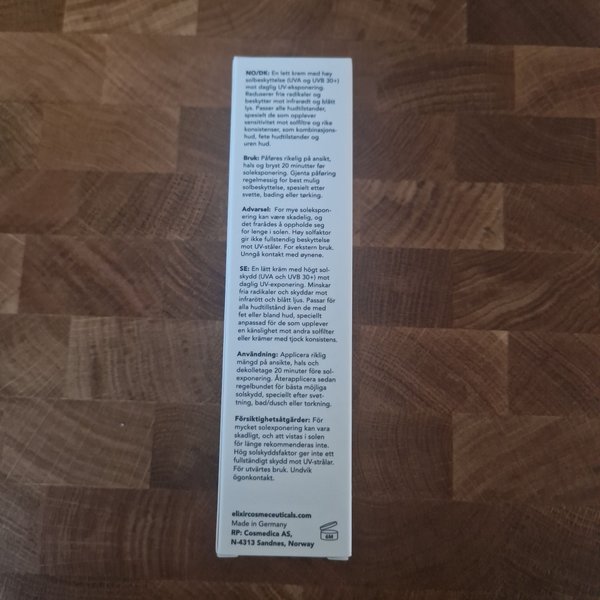 NO/DK: En lett krem med høy
solbeskyttelse (UVA og UVB 30+)
mot daglig UV-eksponering.
Reduserer frie radikaler og
beskytter mot infrarødt og blått
lys. Passer alle hudtilstander,
spesielt de som opplever
sensitivitet mot solfiltre og rike
konsistenser, som kombinasjons-
hud, fete hudtilstander og
uren hud.
Bruk: Påføres rikelig på ansikt,
hals og bryst 20 minutter før
soleksponering. Gjenta påføring
regelmessig for best mulig
solbeskyttelse, spesielt etter
svette, bading eller tørking.
Advarsel: For mye solekspon-
ering kan være skadelig, og
det frarådes å oppholde seg
for lenge i solen. Høy solfaktor
gir ikke fullstendig beskyttelse
mot UV-stråler. For ekstern bruk.
Unngå kontakt med øynene.
SE: En lätt kräm med högt sol-
skydd (UVA och UVB 30+) mot
daglig UV-exponering. Minskar
fria radikaler och skyddar mot
infrarött och blått ljus. Passar för
alla hudtillstånd även de med
fet eller bland hud, speciellt
anpassad för de som upplever
en känslighet mot andra solfilter
eller krämer med tjock konsistens.
Användning: Applicera riklig
mängd på ansikte, hals och
dekolletage 20 minuter före sol-
exponering. Återapplicera sedan
regelbundet för bästa möjliga
solskydd, speciellt efter svet-
tning, bad/dusch eller torkning.
Försiktighetsåtgärder: För
mycket solexponering kan vara
skadligt, och att vistas i solen
för länge rekommenderas inte.
Hög solskyddsfaktor ger inte ett
fullständigt skydd mot UV-strålar.
För utvärtes bruk. Undvik
ögonkontakt.
elixircosmeceuticals.com
Made in Germany
RP: Cosmedica AS,
N-4313 Sandnes, Norway
6M